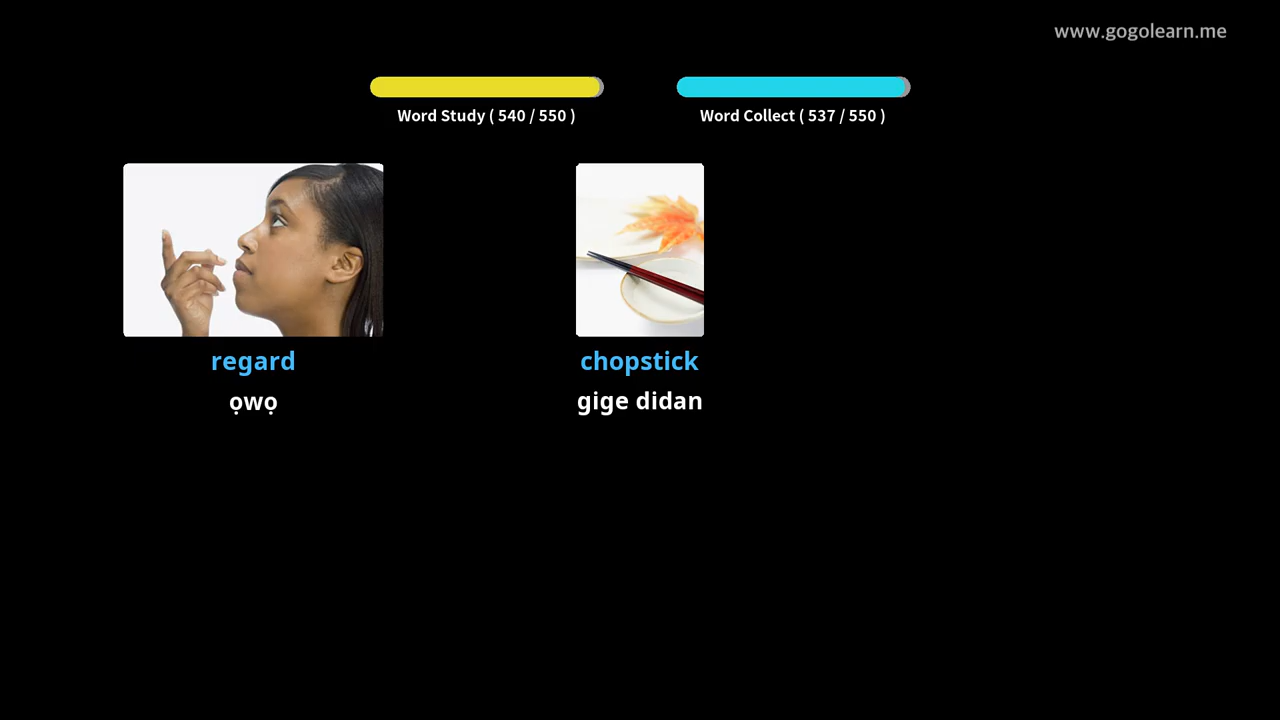 www.gogolearn.me
Word Study ( 540 / 550 )
Word Collect ( 537 / 550 )
regard
chopstick
ọwọ
gige didan